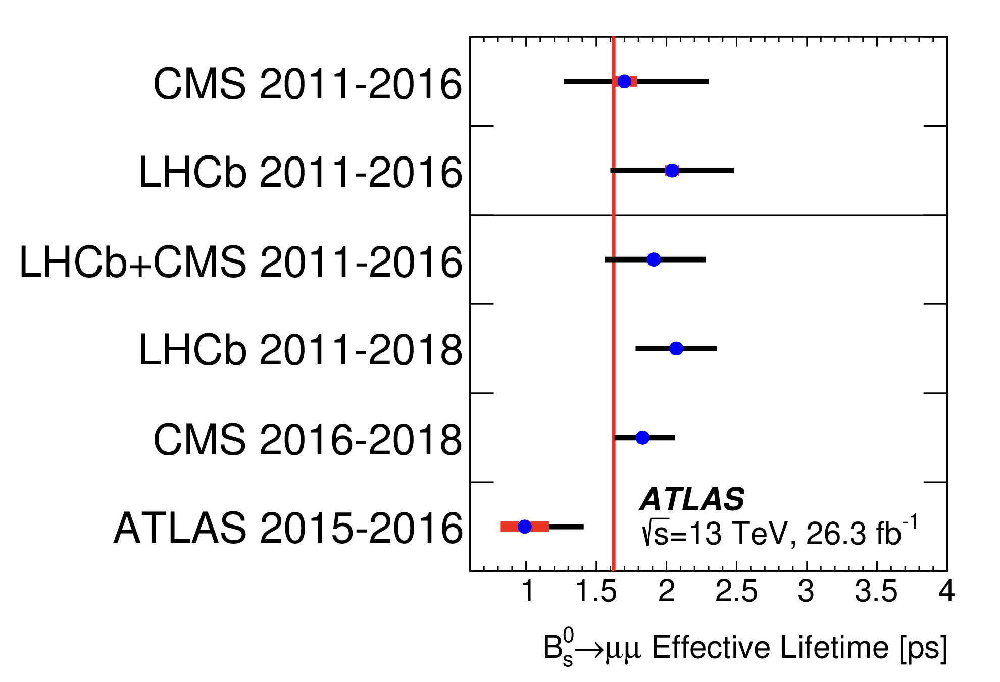 CMS 2011-2016
LHCb 2011-2016
LHCb+CMS 2011-2016
LHCb 2011-2018
CMS 2016-2018
ATLAS 2015-2016
ATLAS
√s=13 TeV, 26.3 fb⁻¹
1 1.5 2 2.5 3 3.5 4
B⁰ₛ→μμ Effective Lifetime [ps]